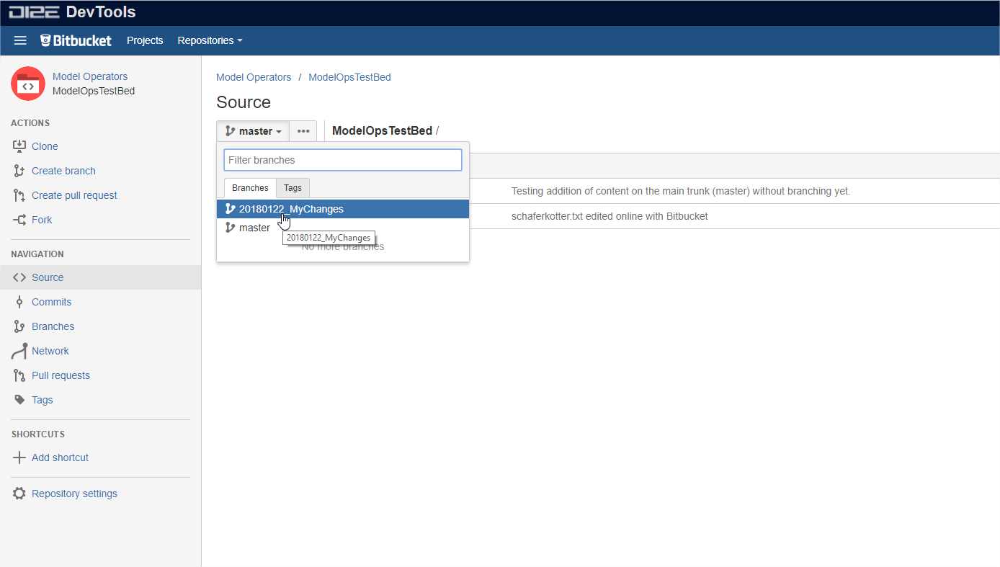 DI2E DevTools
Bitbucket Projects Repositories
Model Operators
ModelOpsTestBed
ACTIONS
Clone
Create branch
Create pull request
Fork
NAVIGATION
Source
Commits
Branches
Network
Pull requests
Tags
SHORTCUTS
Add shortcut
Repository settings
Model Operators / ModelOpsTestBed
Source
master ••• ModelOpsTestBed /
Filter branches
Branches Tags
20180122_MyChanges
master
20180122_MyChanges
No more branches
Testing addition of content on the main trunk (master) without branching yet.
schaferkotter.txt edited online with Bitbucket